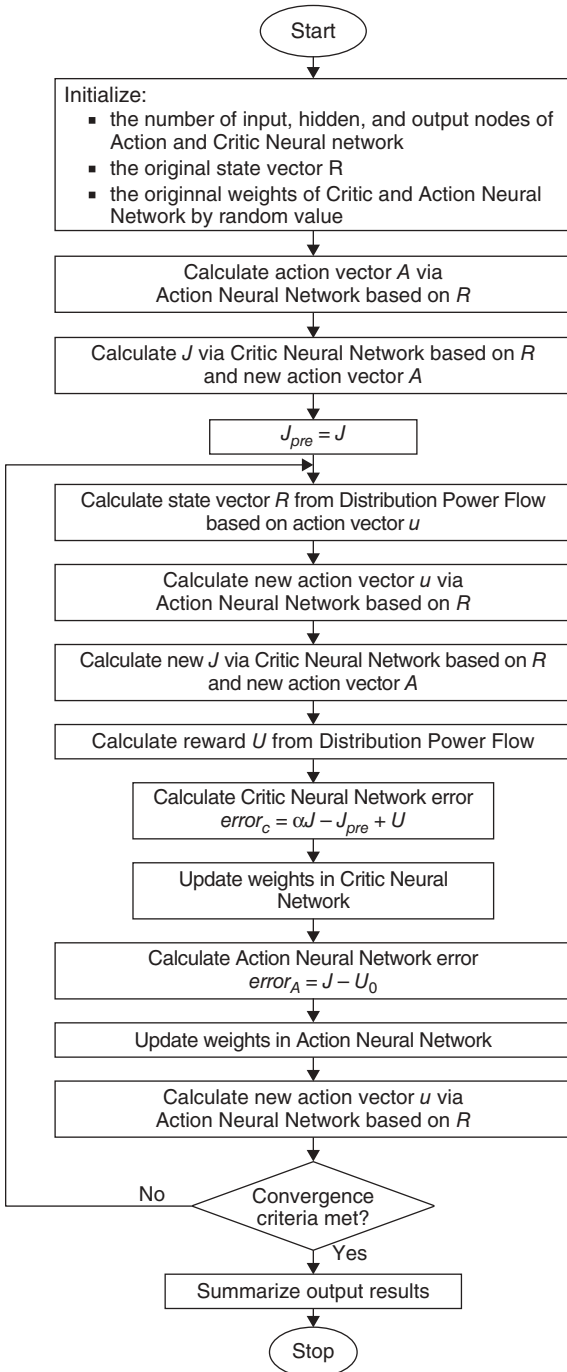 Start
Initialize:
▪ the number of input, hidden, and output nodes of
Action and Critic Neural network
▪ the original state vector R
▪ the originnal weights of Critic and Action Neural
Network by random value
Calculate action vector A via
Action Neural Network based on R
Calculate J via Critic Neural Network based on R
and new action vector A
J_pre = J
Calculate state vector R from Distribution Power Flow
based on action vector u
Calculate new action vector u via
Action Neural Network based on R
Calculate new J via Critic Neural Network based on R
and new action vector A
Calculate reward U from Distribution Power Flow
Calculate Critic Neural Network error
error_c = αJ – J_pre + U
Update weights in Critic Neural
Network
Calculate Action Neural Network error
error_A = J – U_0
Update weights in Action Neural Network
Calculate new action vector u via
Action Neural Network based on R
No
Convergence
criteria met?
Yes
Summarize output results
Stop